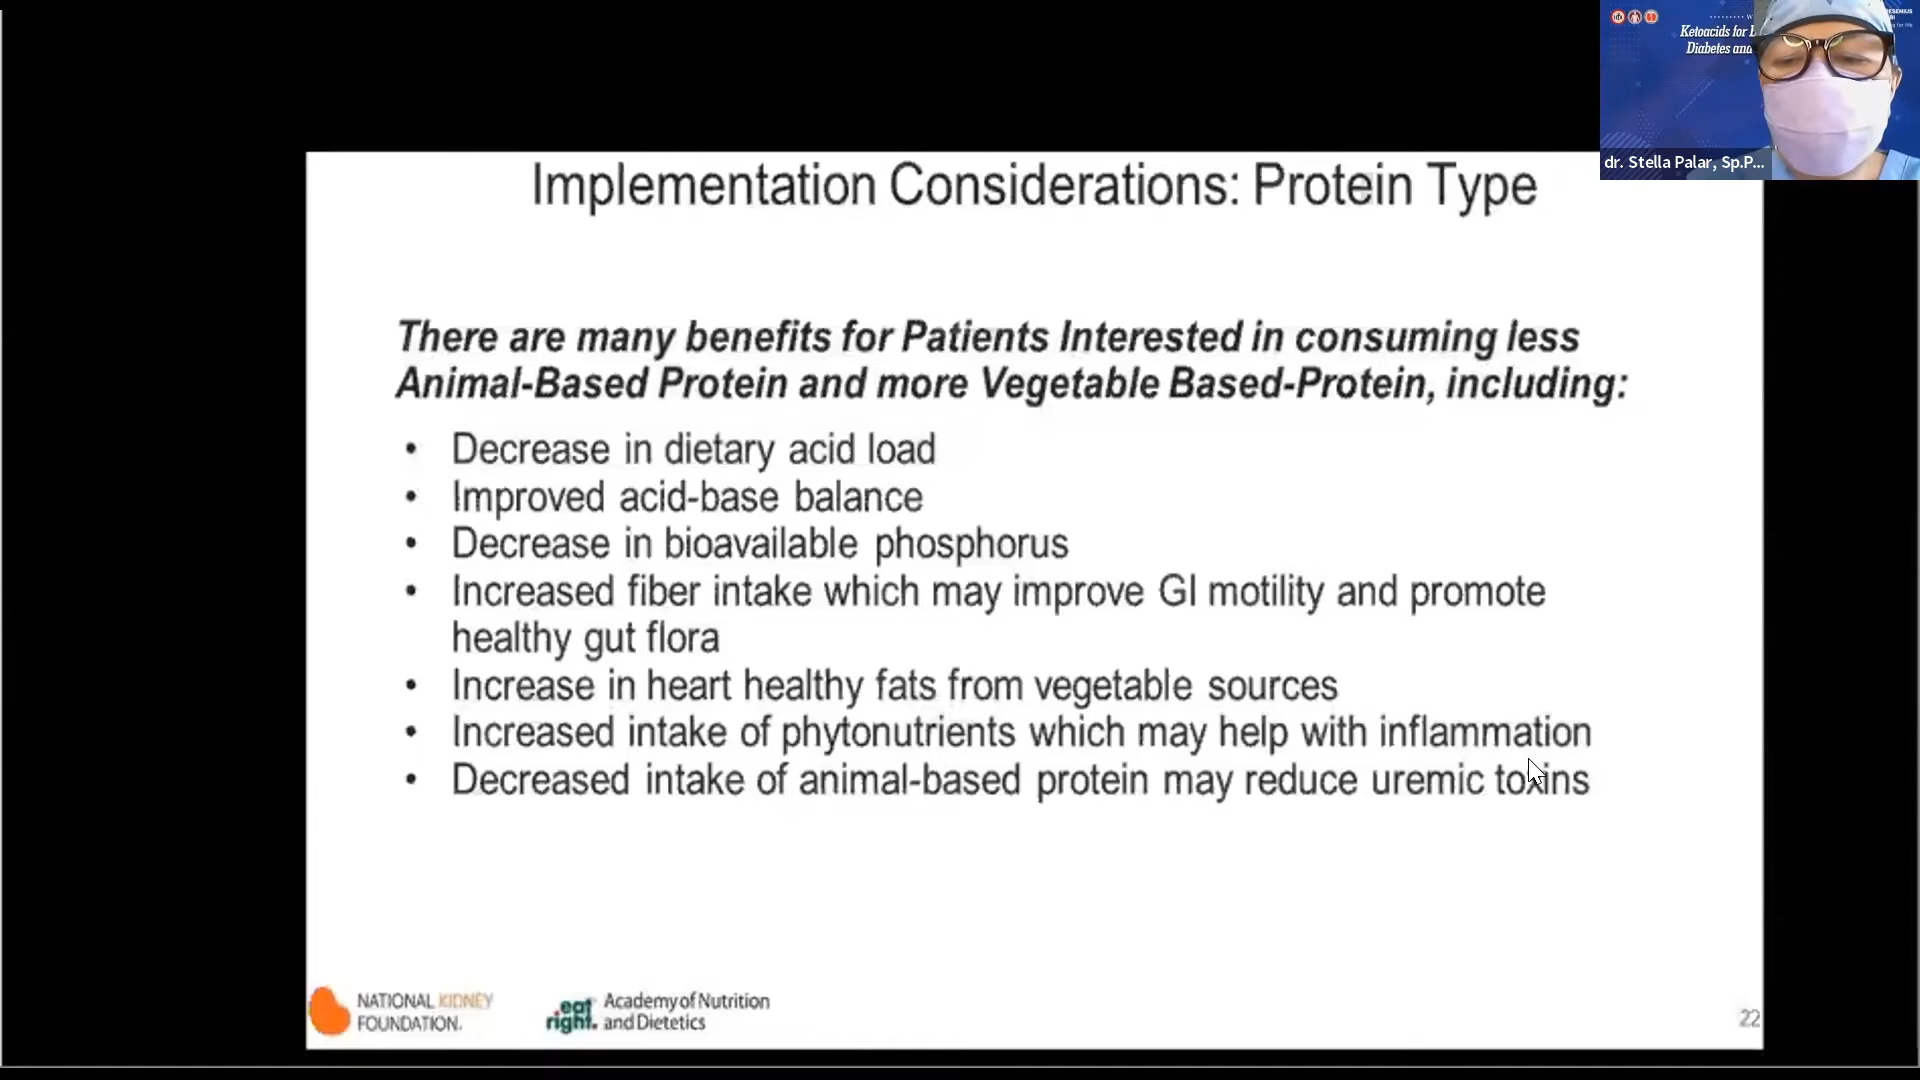 Ketoacids for
Diabetes and
dr. Stella Palar, Sp.P...
Implementation Considerations: Protein Type
There are many benefits for Patients Interested in consuming less
Animal-Based Protein and more Vegetable Based-Protein, including:
• Decrease in dietary acid load
• Improved acid-base balance
• Decrease in bioavailable phosphorus
• Increased fiber intake which may improve GI motility and promote
healthy gut flora
• Increase in heart healthy fats from vegetable sources
• Increased intake of phytonutrients which may help with inflammation
• Decreased intake of animal-based protein may reduce uremic toxins
NATIONAL KIDNEY
FOUNDATION.
eat
right.
Academy of Nutrition
and Dietetics
22